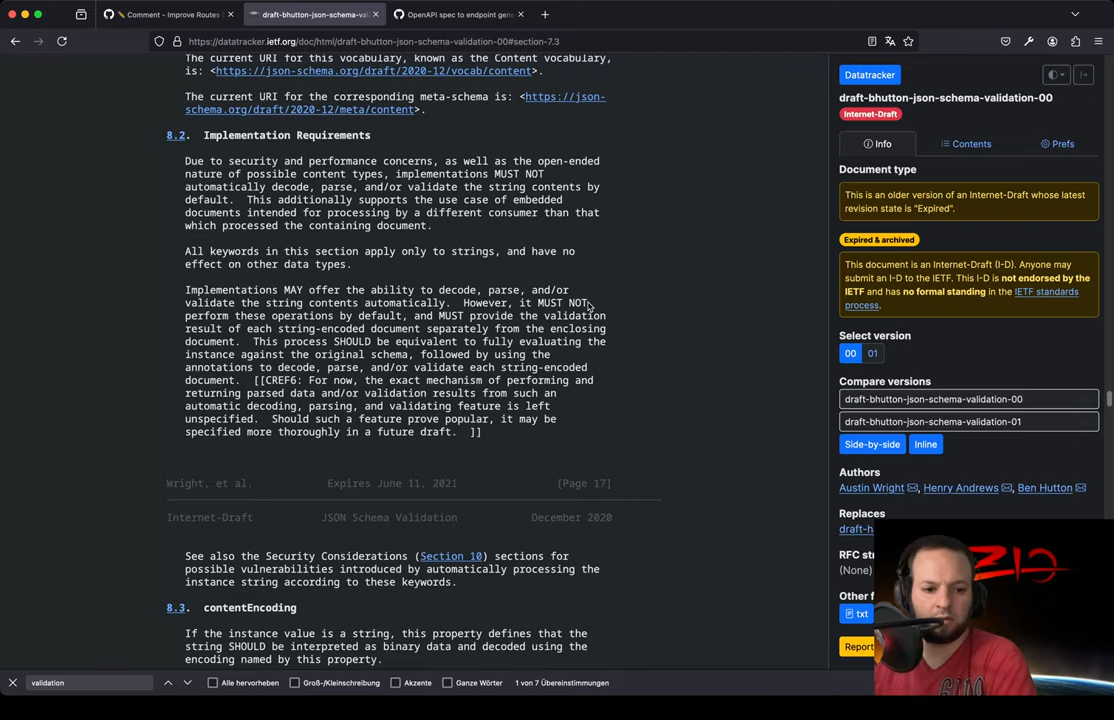 Comment - Improve Routes
draft-bhutton-json-schema-val
OpenAPI spec to endpoint gene
https://datatracker.ietf.org/doc/html/draft-bhutton-json-schema-validation-00#section-7.3
The current URI for this vocabulary, known as the Content vocabulary,
is: <https://json-schema.org/draft/2020-12/vocab/content>.
The current URI for the corresponding meta-schema is: <https://json-
schema.org/draft/2020-12/meta/content>.
8.2. Implementation Requirements
Due to security and performance concerns, as well as the open-ended
nature of possible content types, implementations MUST NOT
automatically decode, parse, and/or validate the string contents by
default. This additionally supports the use case of embedded
documents intended for processing by a different consumer than that
which processed the containing document.
All keywords in this section apply only to strings, and have no
effect on other data types.
Implementations MAY offer the ability to decode, parse, and/or
validate the string contents automatically. However, it MUST NOT
perform these operations by default, and MUST provide the validation
result of each string-encoded document separately from the enclosing
document. This process SHOULD be equivalent to fully evaluating the
instance against the original schema, followed by using the
annotations to decode, parse, and/or validate each string-encoded
document. [[CREF6: For now, the exact mechanism of performing and
returning parsed data and/or validation results from such an
automatic decoding, parsing, and validating feature is left
unspecified. Should such a feature prove popular, it may be
specified more thoroughly in a future draft. ]]
Wright, et al. Expires June 11, 2021 [Page 17]
Internet-Draft JSON Schema Validation December 2020
See also the Security Considerations (Section 10) sections for
possible vulnerabilities introduced by automatically processing the
instance string according to these keywords.
8.3. contentEncoding
If the instance value is a string, this property defines that the
string SHOULD be interpreted as binary data and decoded using the
encoding named by this property.
Datatracker
draft-bhutton-json-schema-validation-00
Internet-Draft
Info Contents Prefs
Document type
This is an older version of an Internet-Draft whose latest
revision state is "Expired".
Expired & archived
This document is an Internet-Draft (I-D). Anyone may
submit an I-D to the IETF. This I-D is not endorsed by the
IETF and has no formal standing in the IETF standards
process.
Select version
00 01
Compare versions
draft-bhutton-json-schema-validation-00
draft-bhutton-json-schema-validation-01
Side-by-side Inline
Authors
Austin Wright, Henry Andrews, Ben Hutton
Replaces
draft-h
RFC str
(None)
Other f
txt
Report
validation
Alle hervorheben Groß-/Kleinschreibung Akzente Ganze Wörter 1 von 7 Übereinstimmungen